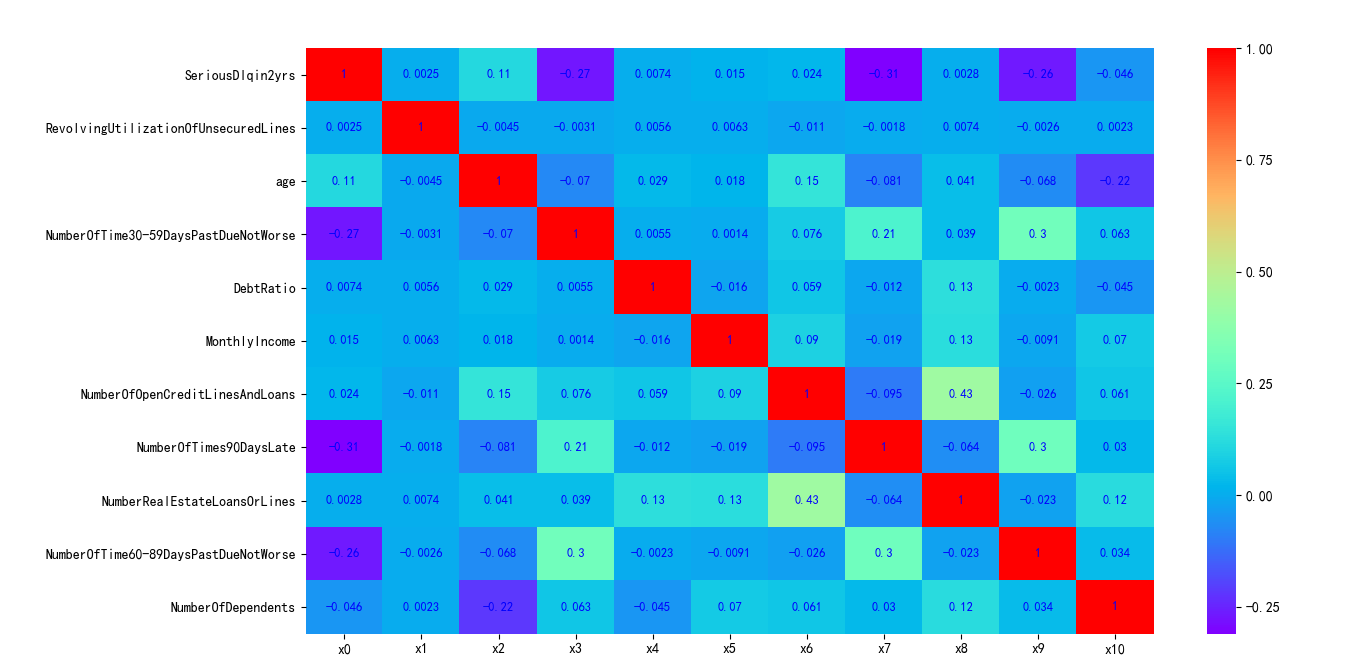 SeriousDlqin2yrs 1 0.0025 0.11 -0.27 0.0074 0.015 0.024 -0.31 0.0028 -0.26 -0.046
RevolvingUtilizationOfUnsecuredLines 0.0025 1 -0.0045 -0.0031 0.0056 0.0063 -0.011 -0.0018 0.0074 -0.0026 0.0023
age 0.11 -0.0045 1 -0.07 0.029 0.018 0.15 -0.081 0.041 -0.068 -0.22
NumberOfTime30-59DaysPastDueNotWorse -0.27 -0.0031 -0.07 1 0.0055 0.0014 0.076 0.21 0.039 0.3 0.063
DebtRatio 0.0074 0.0056 0.029 0.0055 1 -0.016 0.059 -0.012 0.13 -0.0023 -0.045
MonthlyIncome 0.015 0.0063 0.018 0.0014 -0.016 1 0.09 -0.019 0.13 -0.0091 0.07
NumberOfOpenCreditLinesAndLoans 0.024 -0.011 0.15 0.076 0.059 0.09 1 -0.095 0.43 -0.026 0.061
NumberOfTimes90DaysLate -0.31 -0.0018 -0.081 0.21 -0.012 -0.019 -0.095 1 -0.064 0.3 0.03
NumberRealEstateLoansOrLines 0.0028 0.0074 0.041 0.039 0.13 0.13 0.43 -0.064 1 -0.023 0.12
NumberOfTime60-89DaysPastDueNotWorse -0.26 -0.0026 -0.068 0.3 -0.0023 -0.0091 -0.026 0.3 -0.023 1 0.034
NumberOfDependents -0.046 0.0023 -0.22 0.063 -0.045 0.07 0.061 0.03 0.12 0.034 1
x0 x1 x2 x3 x4 x5 x6 x7 x8 x9 x10
1.00
0.75
0.50
0.25
0.00
-0.25